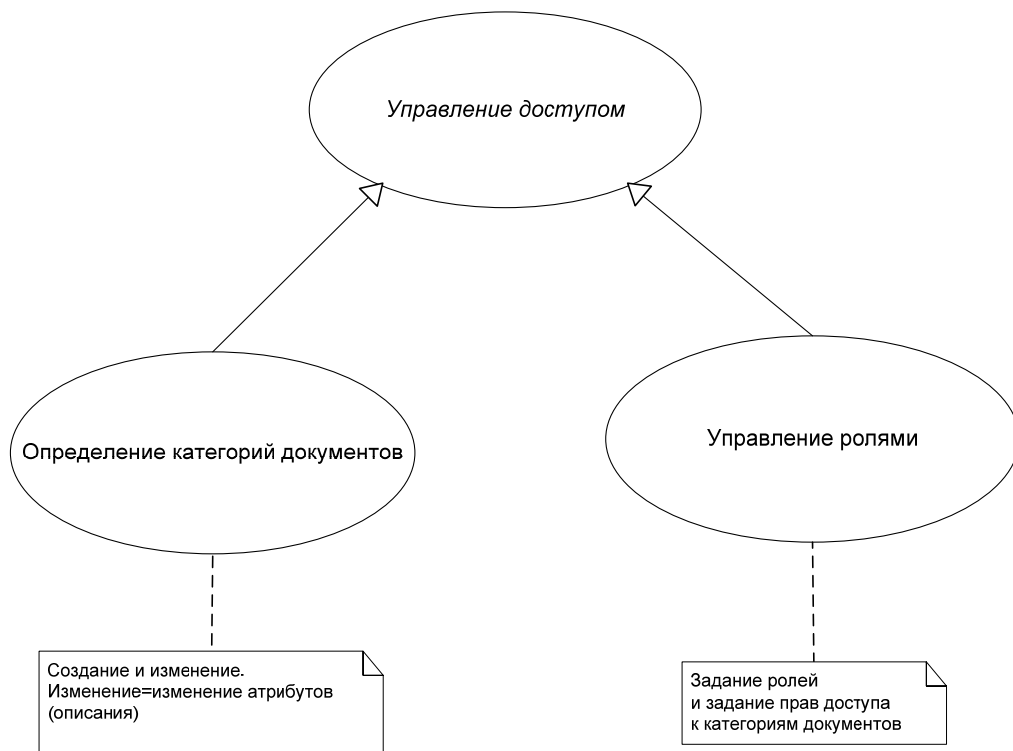 Управление доступом
Определение категорий документов
Управление ролями
Создание и изменение.
Изменение=изменение атрибутов
(описания)
Задание ролей
и задание прав доступа
к категориям документов